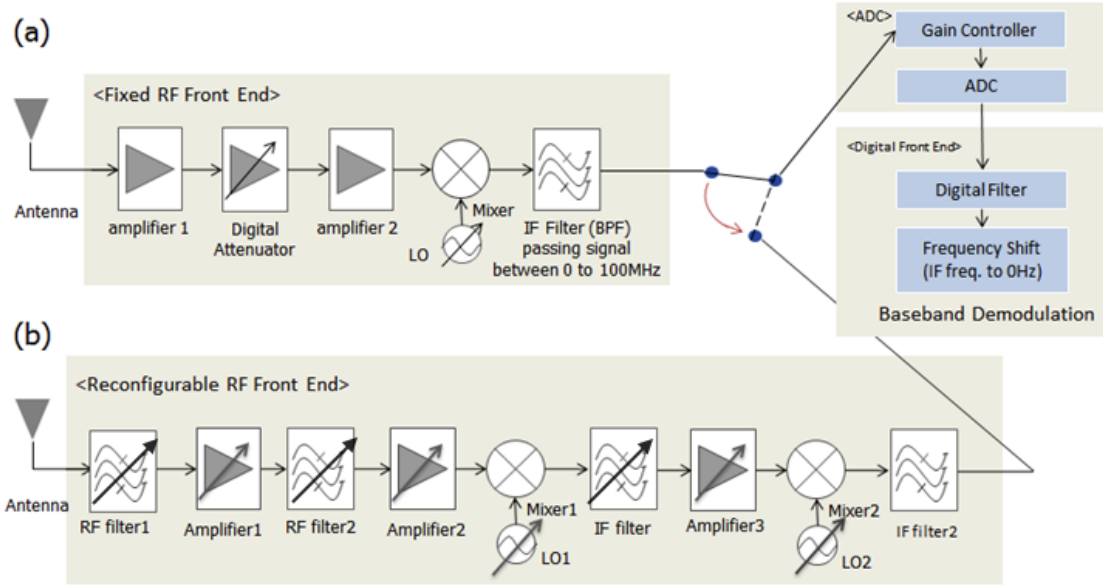 (a)
<Fixed RF Front End>
Antenna
amplifier 1
Digital
Attenuator
amplifier 2
Mixer
LO
IF Filter (BPF)
passing signal
between 0 to 100MHz
<ADC>
Gain Controller
ADC
<Digital Front End>
Digital Filter
Frequency Shift
(IF freq. to 0Hz)
Baseband Demodulation
(b)
<Reconfigurable RF Front End>
Antenna
RF filter1
Amplifier1
RF filter2
Amplifier2
Mixer1
LO1
IF filter
Amplifier3
Mixer2
LO2
IF filter2